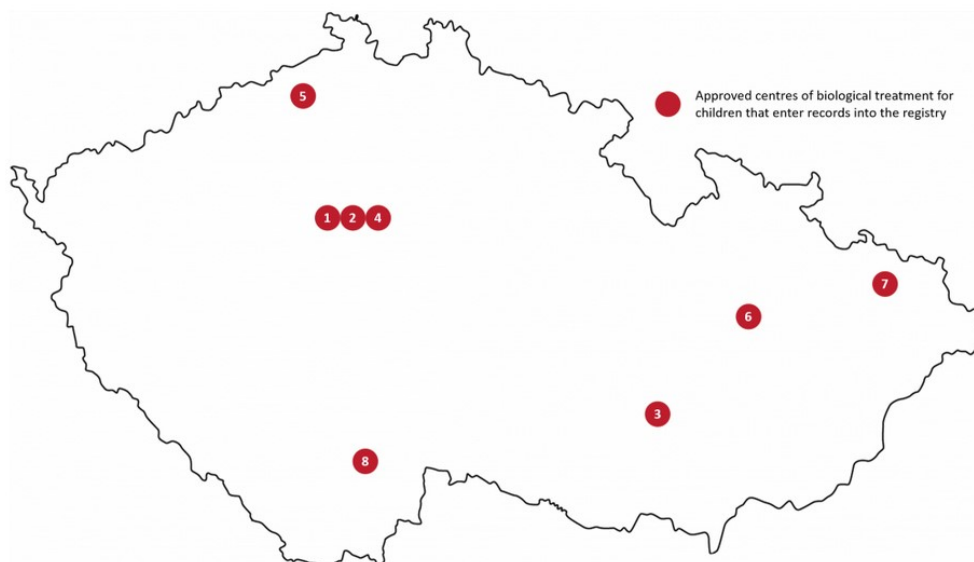 5
Approved centres of biological treatment for
children that enter records into the registry
1 2 4
7
6
3
8